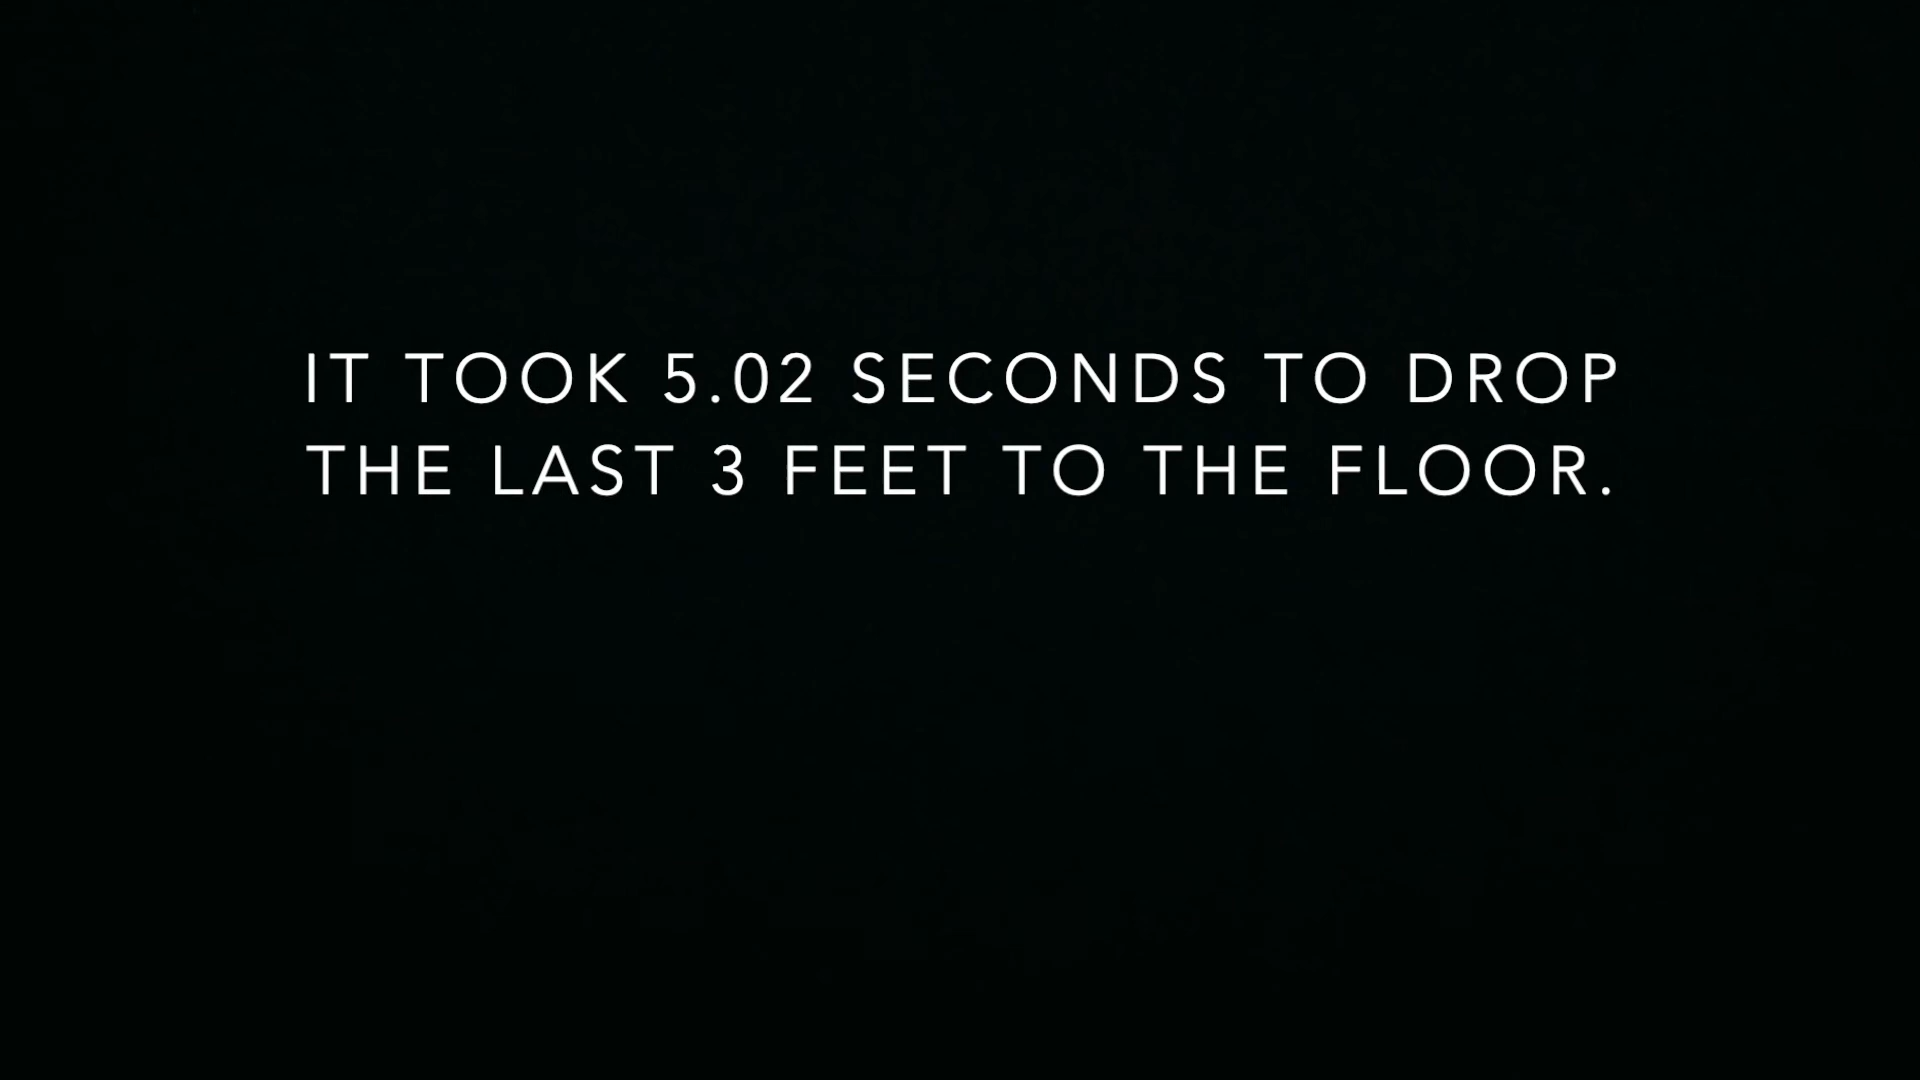 IT TOOK 5.02 SECONDS TO DROP
THE LAST 3 FEET TO THE FLOOR.